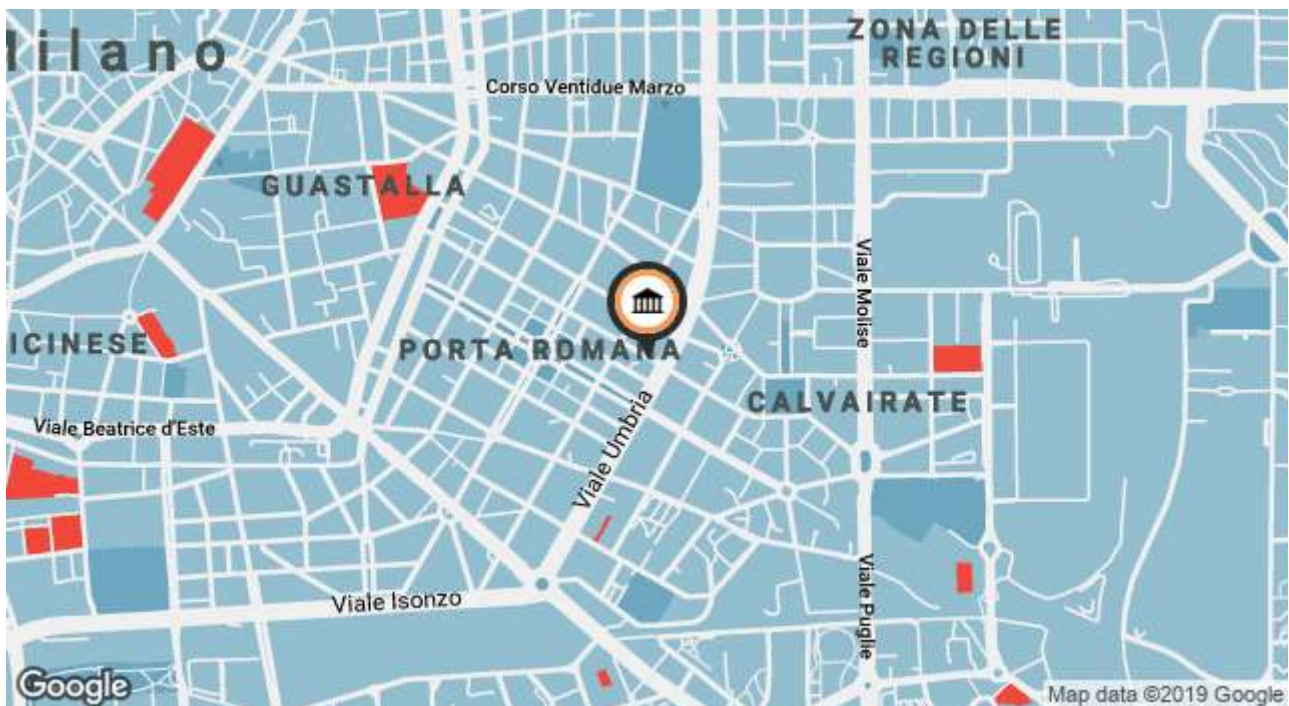 ilano
ZONA DELLE
REGIONI
Corso Ventidue Marzo
GUASTALLA
Viale Molise
ICINESE
PORTA ROMANA
CALVAIRATE
Viale Beatrice d'Este
Viale Umbria
Viale Isonzo
Viale Puglie
Google
Map data ©2019 Google